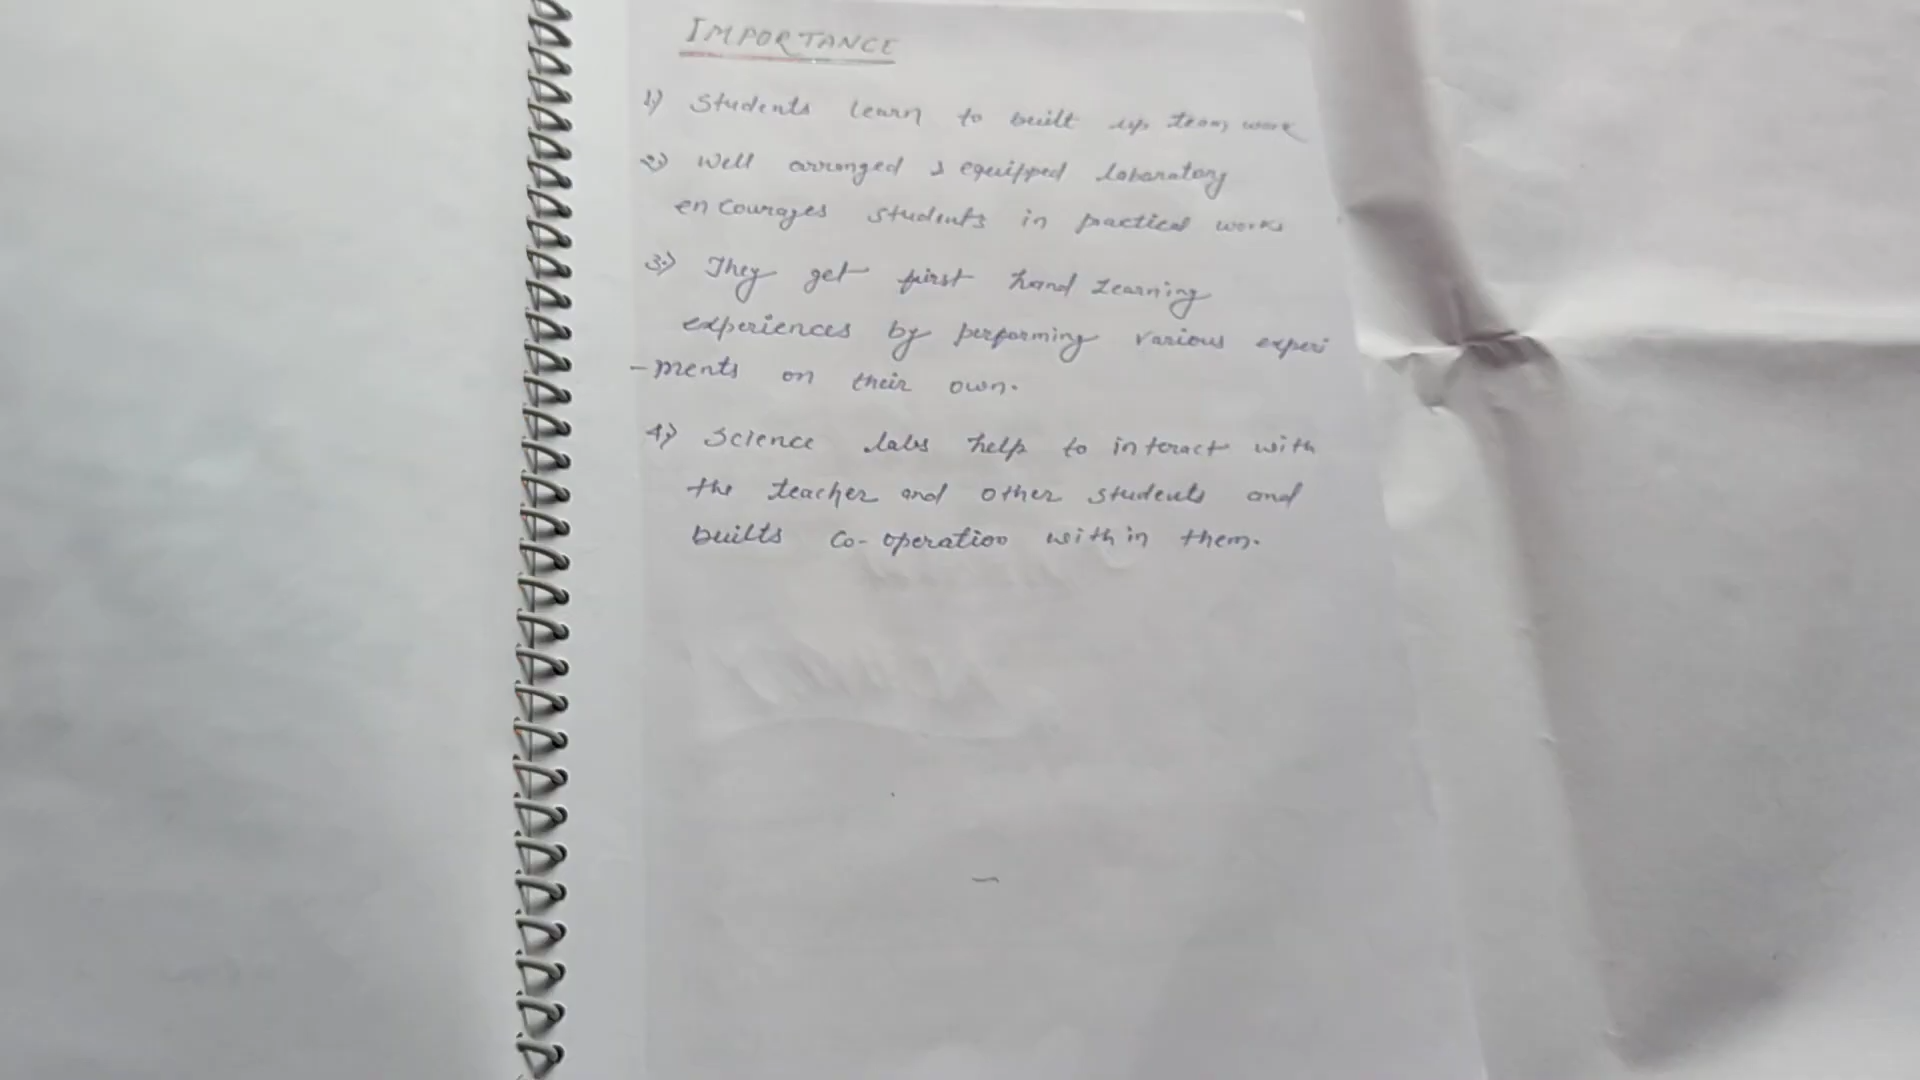 IMPORTANCE
1) Students learn to built up team work
2) Well arranged & equipped laboratory
encourages students in practical works
3) They get first hand Learning
experiences by performing various experi
-ments on their own.
4) Science labs help to interact with
the teacher and other students and
builts co-operation within them.